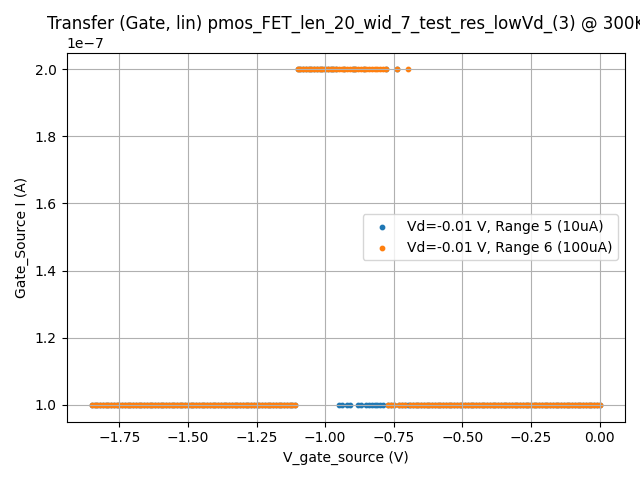 Transfer (Gate, lin) pmos_FET_len_20_wid_7_test_res_lowVd_(3) @ 300K
1e−7
2.0
1.8
1.6
1.4
1.2
1.0
Gate_Source I (A)
Vd=-0.01 V, Range 5 (10uA)
Vd=-0.01 V, Range 6 (100uA)
−1.75 −1.50 −1.25 −1.00 −0.75 −0.50 −0.25 0.00
V_gate_source (V)